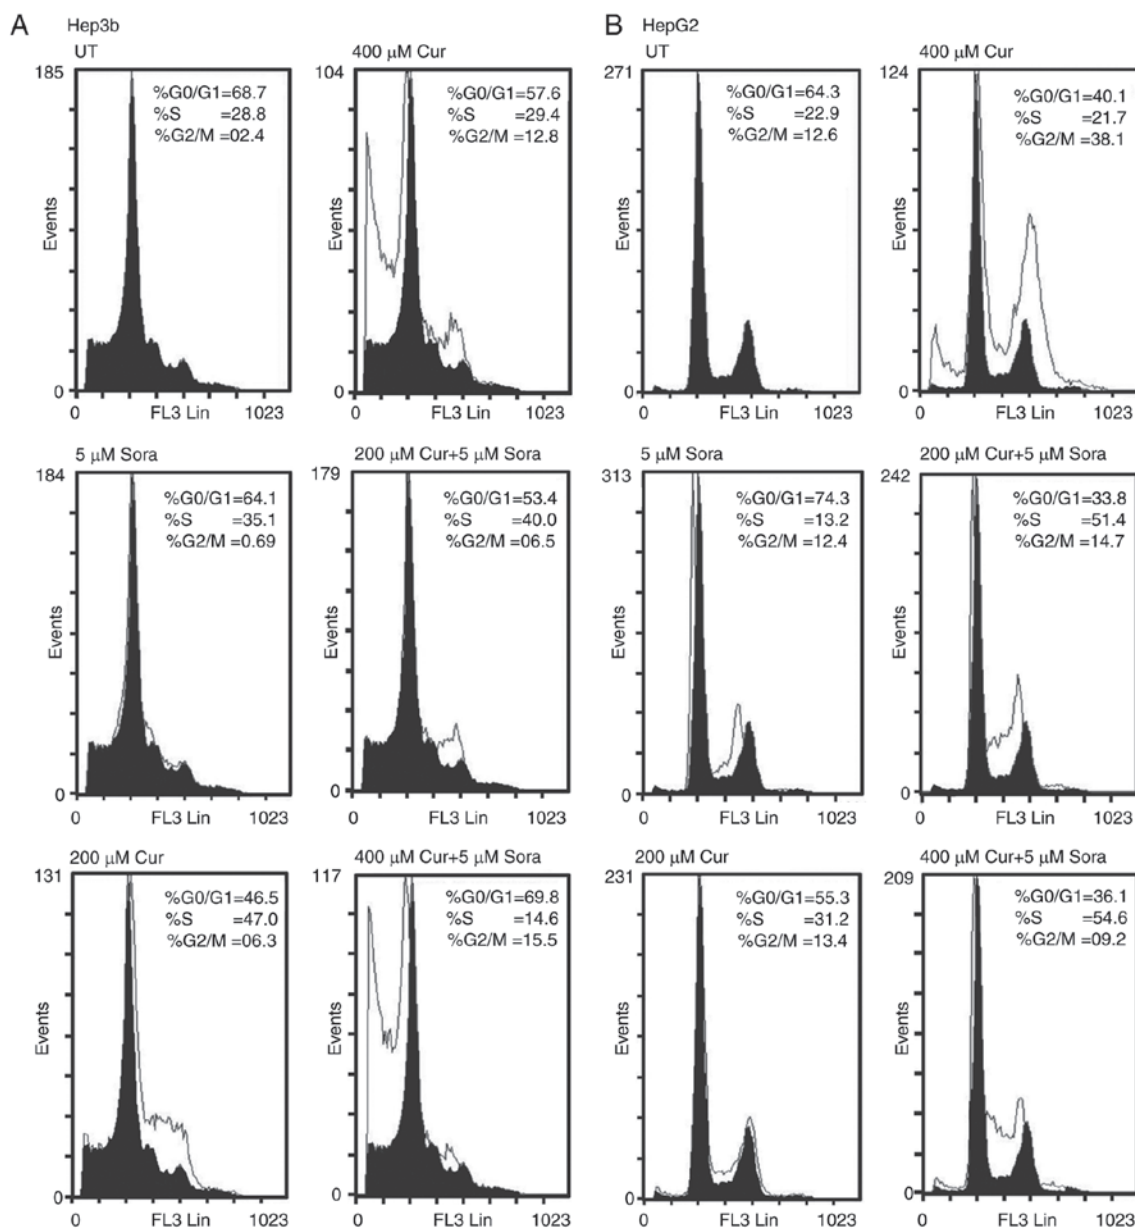 A
Hep3b
UT
185
%G0/G1=68.7
%S =28.8
%G2/M =02.4
Events
0
0 FL3 Lin 1023
400 µM Cur
104
%G0/G1=57.6
%S =29.4
%G2/M =12.8
Events
0
0 FL3 Lin 1023
5 µM Sora
184
%G0/G1=64.1
%S =35.1
%G2/M =0.69
Events
0
0 FL3 Lin 1023
200 µM Cur+5 µM Sora
179
%G0/G1=53.4
%S =40.0
%G2/M =06.5
Events
0
0 FL3 Lin 1023
200 µM Cur
131
%G0/G1=46.5
%S =47.0
%G2/M =06.3
Events
0
0 FL3 Lin 1023
400 µM Cur+5 µM Sora
117
%G0/G1=69.8
%S =14.6
%G2/M =15.5
Events
0
0 FL3 Lin 1023
B
HepG2
UT
271
%G0/G1=64.3
%S =22.9
%G2/M =12.6
Events
0
0 FL3 Lin 1023
400 µM Cur
124
%G0/G1=40.1
%S =21.7
%G2/M =38.1
Events
0
0 FL3 Lin 1023
5 µM Sora
313
%G0/G1=74.3
%S =13.2
%G2/M =12.4
Events
0
0 FL3 Lin 1023
200 µM Cur+5 µM Sora
242
%G0/G1=33.8
%S =51.4
%G2/M =14.7
Events
0
0 FL3 Lin 1023
200 µM Cur
231
%G0/G1=55.3
%S =31.2
%G2/M =13.4
Events
0
0 FL3 Lin 1023
400 µM Cur+5 µM Sora
209
%G0/G1=36.1
%S =54.6
%G2/M =09.2
Events
0
0 FL3 Lin 1023